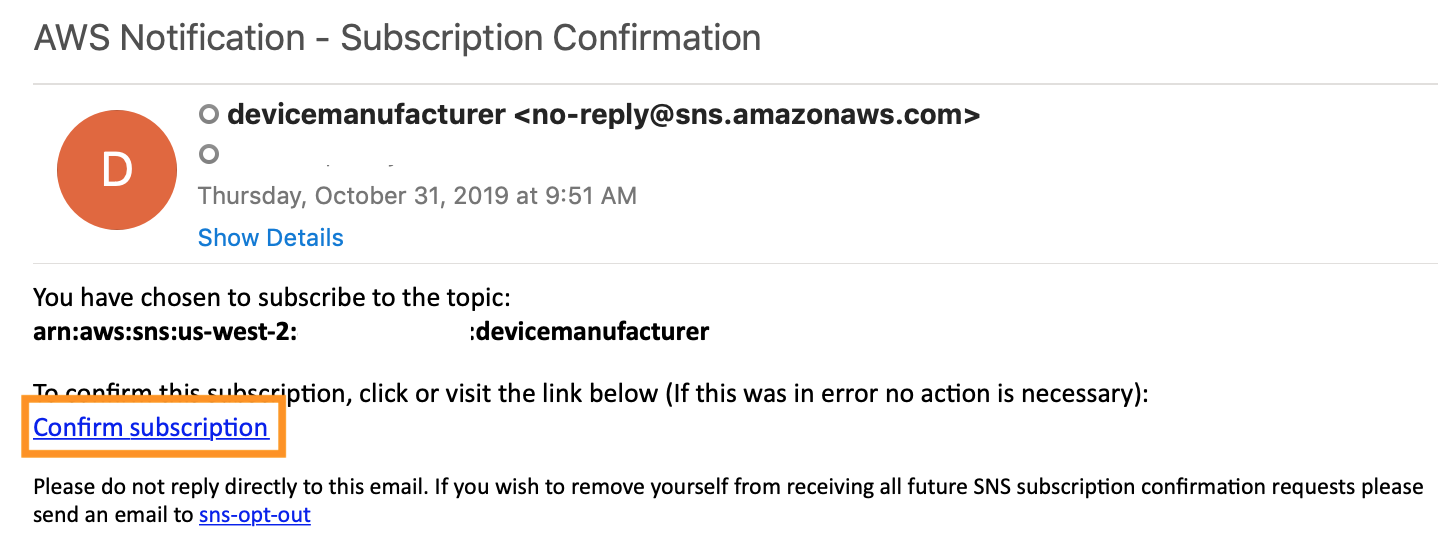 AWS Notification - Subscription Confirmation
D
devicemanufacturer <no-reply@sns.amazonaws.com>
Thursday, October 31, 2019 at 9:51 AM
Show Details
You have chosen to subscribe to the topic:
arn:aws:sns:us-west-2: :devicemanufacturer
To confirm this subscription, click or visit the link below (If this was in error no action is necessary):
Confirm subscription
Please do not reply directly to this email. If you wish to remove yourself from receiving all future SNS subscription confirmation requests please
send an email to sns-opt-out